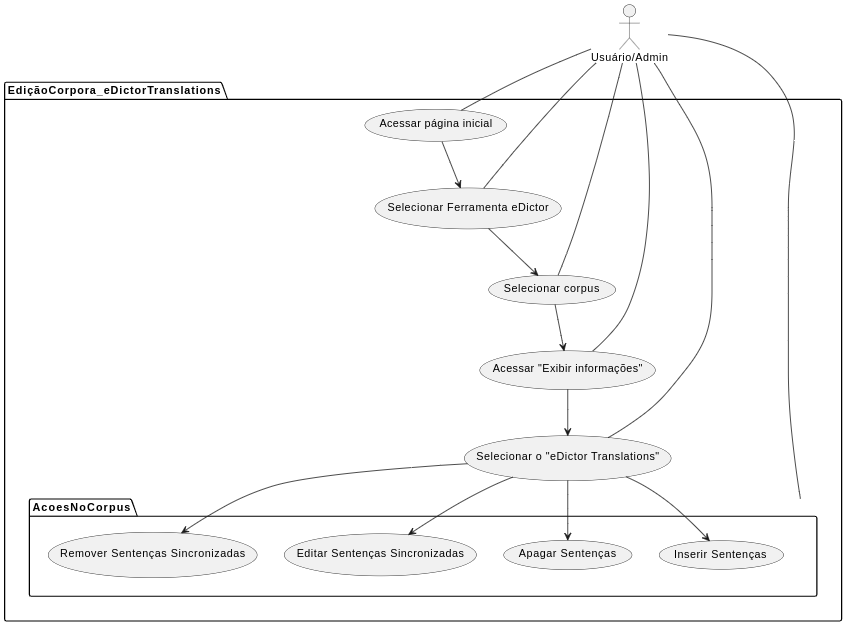 Usuário/Admin
EdiçãoCorpora_eDictorTranslations
Acessar página inicial
Selecionar Ferramenta eDictor
Selecionar corpus
Acessar "Exibir informações"
Selecionar o "eDictor Translations"
AcoesNoCorpus
Remover Sentenças Sincronizadas
Editar Sentenças Sincronizadas
Apagar Sentenças
Inserir Sentenças